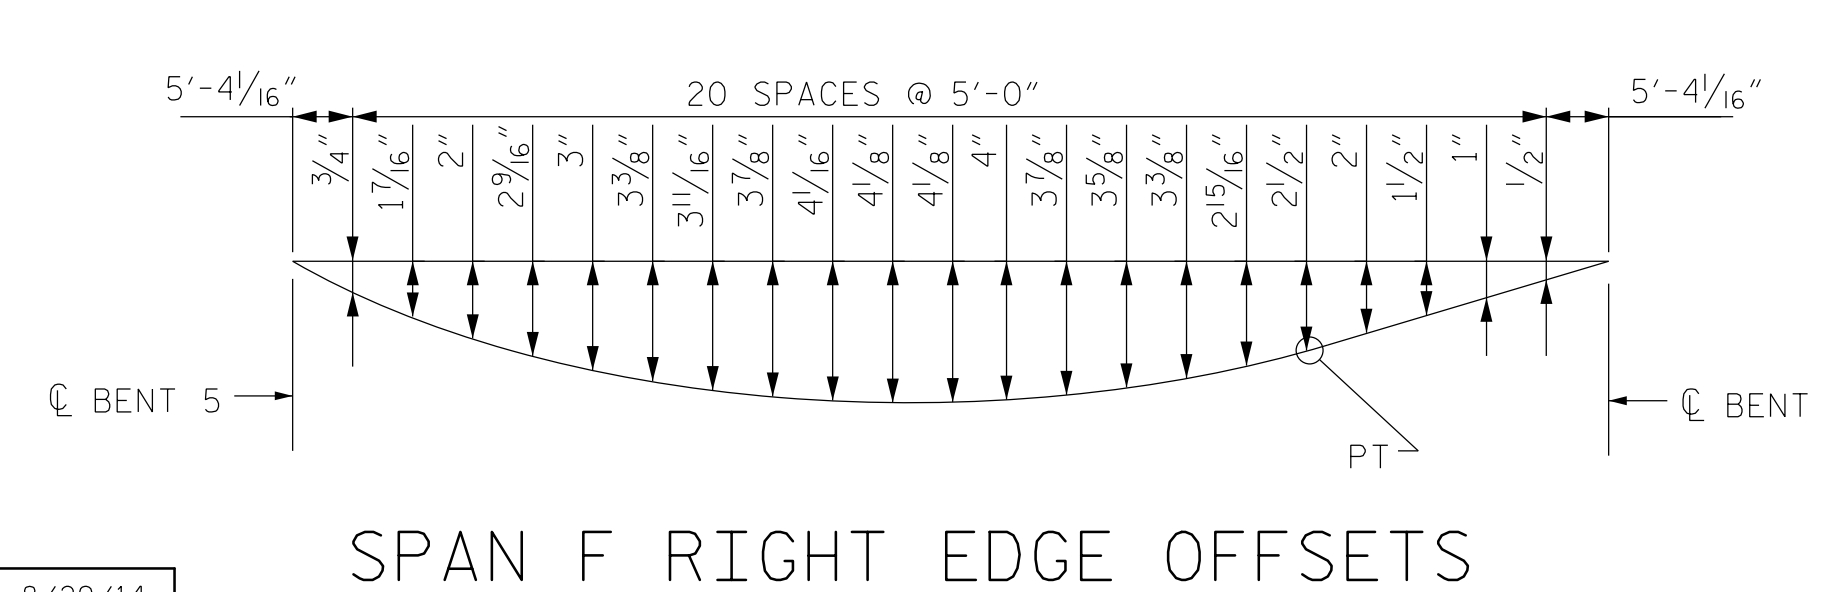 5'-4 1/16" 20 SPACES @ 5'-0" 5'-4 1/16"
3/4" 1 7/16" 2" 2 9/16" 3" 3 3/8" 3 11/16" 3 7/8" 4 1/16" 4 1/8" 4 1/8" 4" 3 7/8" 3 5/8" 3 3/8" 2 15/16" 2 1/2" 2" 1 1/2" 1" 1/2"
℄ BENT 5
℄ BENT
PT
SPAN F RIGHT EDGE OFFSETS